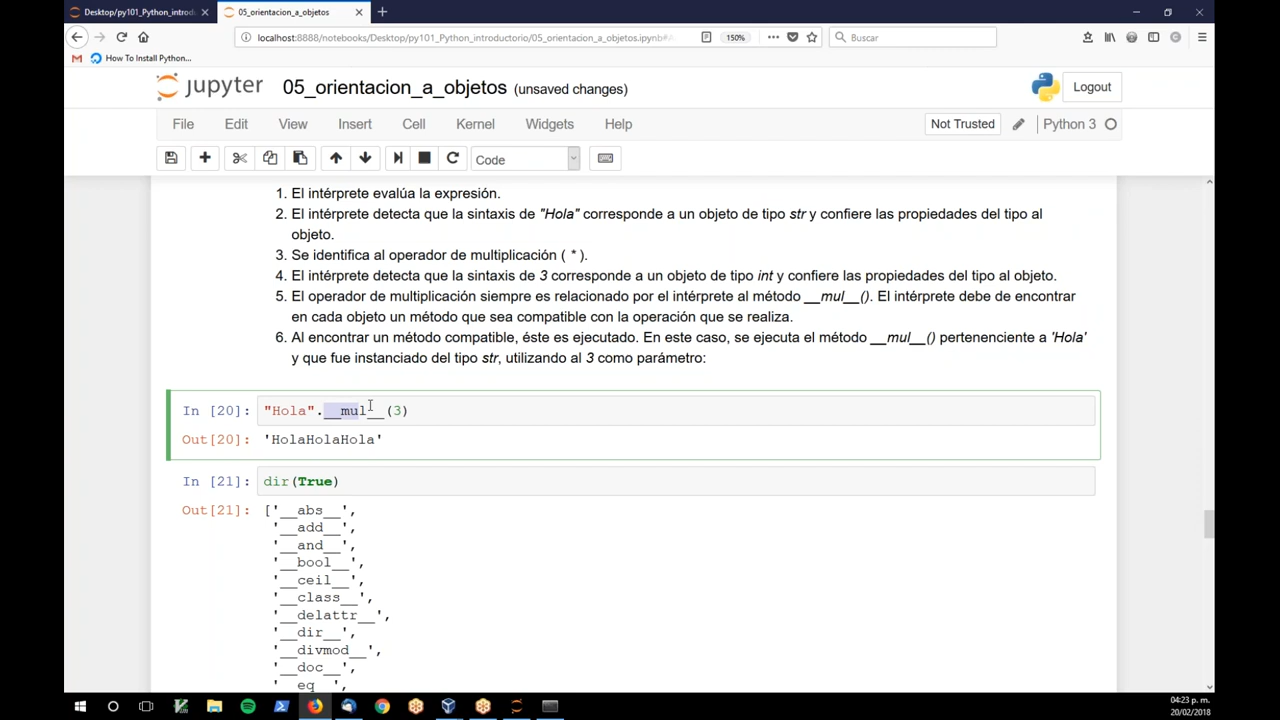 Desktop/py101_Python_introdu
05_orientacion_a_objetos
localhost:8888/notebooks/Desktop/py101_Python_introductorio/05_orientacion_a_objetos.ipynb#A
150%
Buscar
How To Install Python...
jupyter
05_orientacion_a_objetos (unsaved changes)
Logout
File Edit View Insert Cell Kernel Widgets Help
Not Trusted
Python 3
Code
1. El intérprete evalúa la expresión.
2. El intérprete detecta que la sintaxis de "Hola" corresponde a un objeto de tipo str y confiere las propiedades del tipo al
objeto.
3. Se identifica al operador de multiplicación ( * ).
4. El intérprete detecta que la sintaxis de 3 corresponde a un objeto de tipo int y confiere las propiedades del tipo al objeto.
5. El operador de multiplicación siempre es relacionado por el intérprete al método __mul__(). El intérprete debe de encontrar
en cada objeto un método que sea compatible con la operación que se realiza.
6. Al encontrar un método compatible, éste es ejecutado. En este caso, se ejecuta el método __mul__() perteneciente a 'Hola'
y que fue instanciado del tipo str, utilizando al 3 como parámetro:
In [20]: "Hola".__mul__(3)
Out[20]: 'HolaHolaHola'
In [21]: dir(True)
Out[21]: ['__abs__',
'__add__',
'__and__',
'__bool__',
'__ceil__',
'__class__',
'__delattr__',
'__dir__',
'__divmod__',
'__doc__',
'__eq__',
04:23 p. m.
20/02/2018